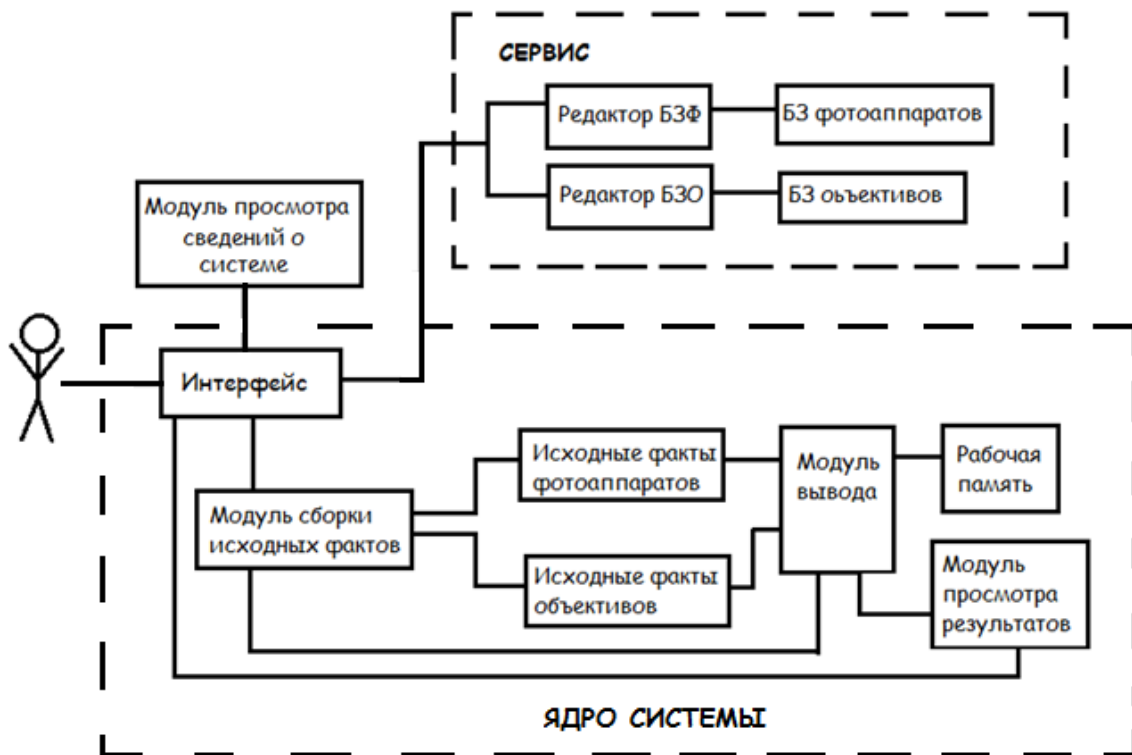 СЕРВИС
Редактор БЗФ
БЗ фотоаппаратов
Редактор БЗО
БЗ оьъективов
Модуль просмотра
сведений о
системе
Интерфейс
Исходные факты
фотоаппаратов
Модуль
вывода
Рабочая
память
Модуль сборки
исходных фактов
Исходные факты
объективов
Модуль
просмотра
результатов
ЯДРО СИСТЕМЫ